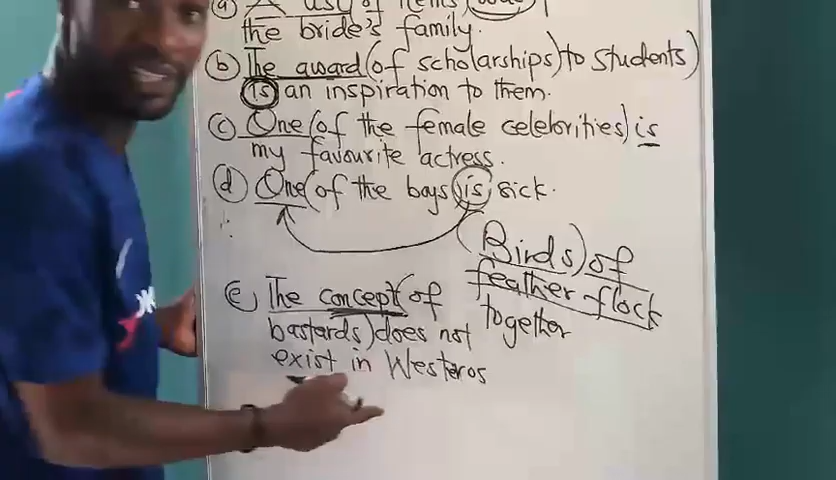 (a) A list of items was
the bride's family.
(b) The award (of scholarships) to students)
is an inspiration to them.
(c) One (of the female celebrities) is
my favourite actress.
(d) One (of the boys) is sick.
(Birds) of
feather flock
together
(e) The concept (of
bastards) does not
exist in Westeros